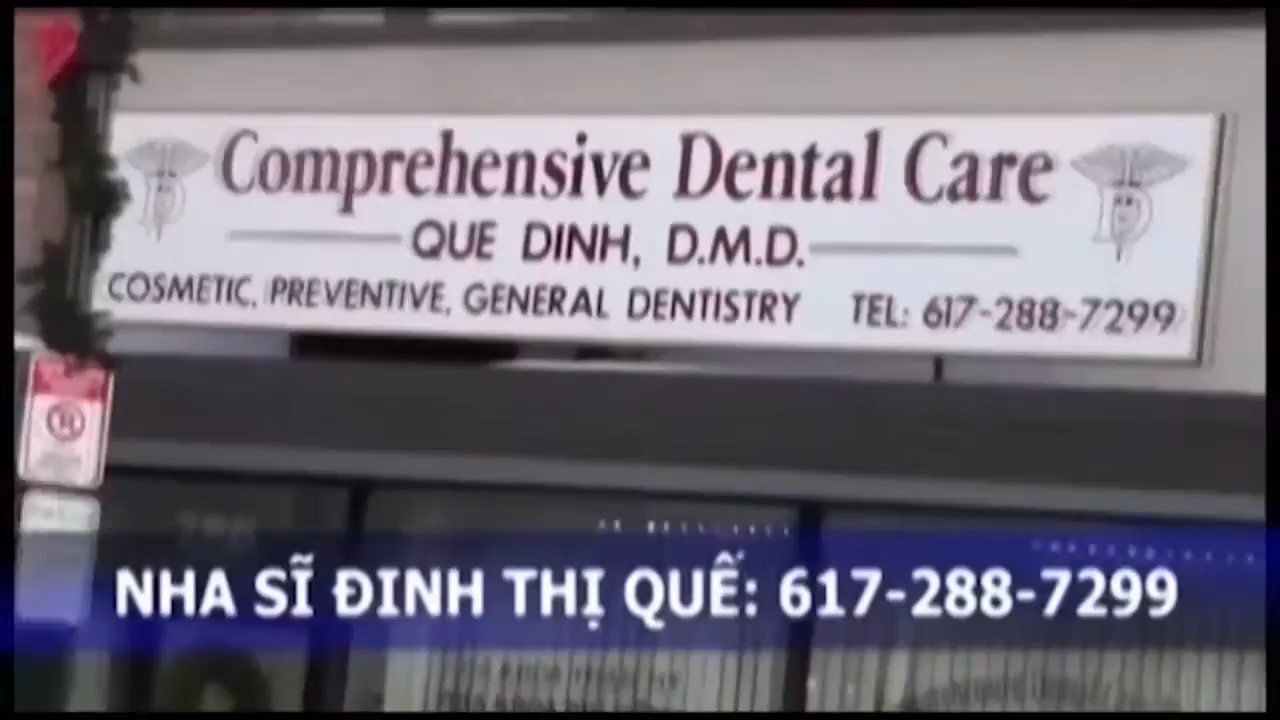 Comprehensive Dental Care
QUE DINH, D.M.D.
COSMETIC, PREVENTIVE, GENERAL DENTISTRY TEL: 617-288-7299
NHA SĨ ĐINH THỊ QUẾ: 617-288-7299